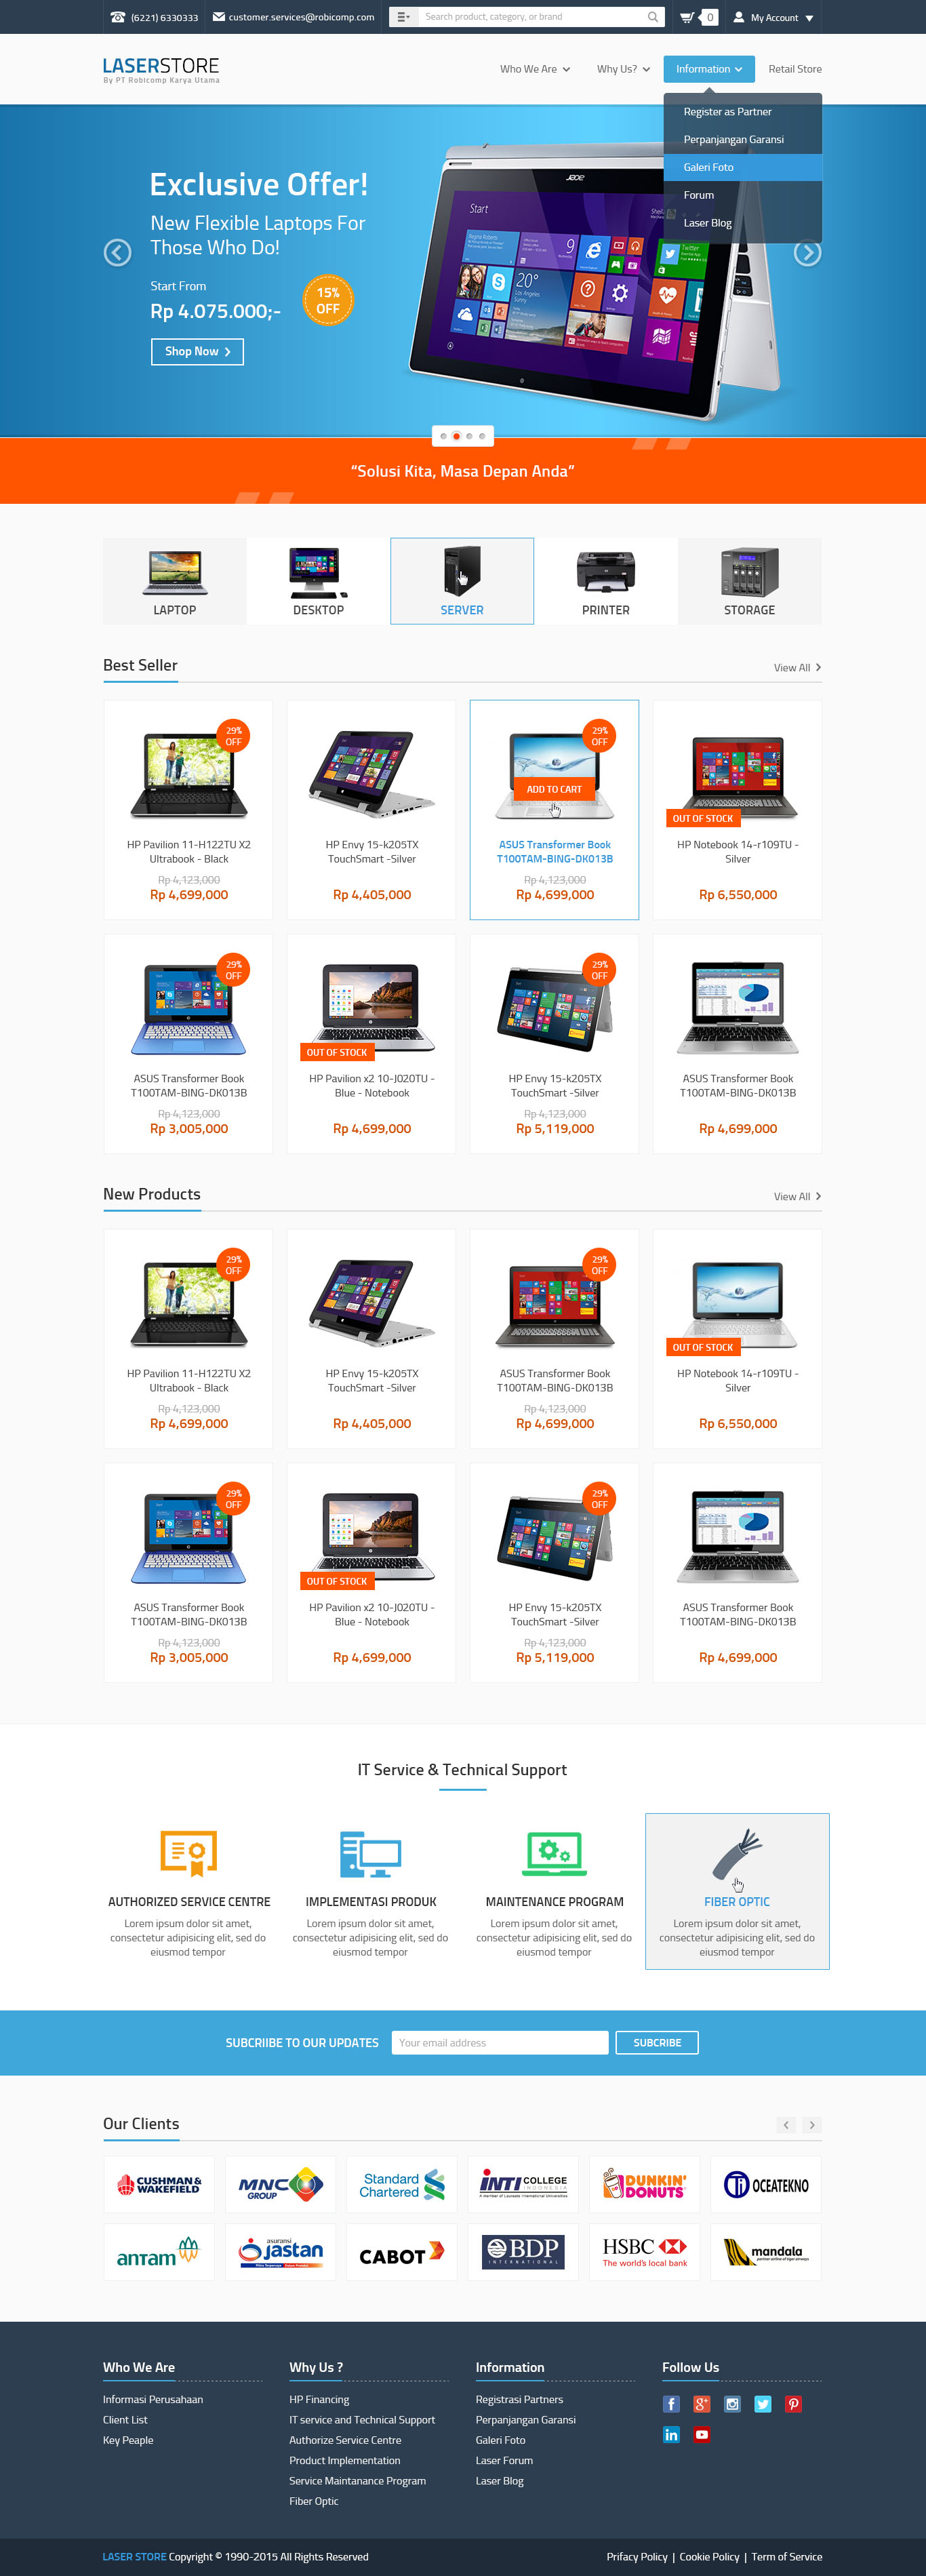 (6221) 6330333
customer.services@robicomp.com
Search product, category, or brand
0
My Account
LASERSTORE
By PT Robicomp Karya Utama
Who We Are
Why Us?
Information
Retail Store
Register as Partner
Perpanjangan Garansi
Galeri Foto
Forum
Laser Blog
Exclusive Offer!
New Flexible Laptops For
Those Who Do!
Start From
Rp 4.075.000;-
15%
OFF
Shop Now
acer
Start
“Solusi Kita, Masa Depan Anda”
LAPTOP
DESKTOP
SERVER
PRINTER
STORAGE
Best Seller
View All
29%
OFF
HP Pavilion 11-H122TU X2
Ultrabook - Black
Rp 4,123,000
Rp 4,699,000
HP Envy 15-k205TX
TouchSmart -Silver
Rp 4,405,000
29%
OFF
ADD TO CART
ASUS Transformer Book
T100TAM-BING-DK013B
Rp 4,123,000
Rp 4,699,000
OUT OF STOCK
HP Notebook 14-r109TU -
Silver
Rp 6,550,000
29%
OFF
ASUS Transformer Book
T100TAM-BING-DK013B
Rp 4,123,000
Rp 3,005,000
OUT OF STOCK
HP Pavilion x2 10-J020TU -
Blue - Notebook
Rp 4,699,000
29%
OFF
HP Envy 15-k205TX
TouchSmart -Silver
Rp 4,123,000
Rp 5,119,000
ASUS Transformer Book
T100TAM-BING-DK013B
Rp 4,699,000
New Products
View All
29%
OFF
HP Pavilion 11-H122TU X2
Ultrabook - Black
Rp 4,123,000
Rp 4,699,000
HP Envy 15-k205TX
TouchSmart -Silver
Rp 4,405,000
29%
OFF
ASUS Transformer Book
T100TAM-BING-DK013B
Rp 4,123,000
Rp 4,699,000
OUT OF STOCK
HP Notebook 14-r109TU -
Silver
Rp 6,550,000
29%
OFF
ASUS Transformer Book
T100TAM-BING-DK013B
Rp 4,123,000
Rp 3,005,000
OUT OF STOCK
HP Pavilion x2 10-J020TU -
Blue - Notebook
Rp 4,699,000
29%
OFF
HP Envy 15-k205TX
TouchSmart -Silver
Rp 4,123,000
Rp 5,119,000
ASUS Transformer Book
T100TAM-BING-DK013B
Rp 4,699,000
IT Service & Technical Support
AUTHORIZED SERVICE CENTRE
Lorem ipsum dolor sit amet,
consectetur adipisicing elit, sed do
eiusmod tempor
IMPLEMENTASI PRODUK
Lorem ipsum dolor sit amet,
consectetur adipisicing elit, sed do
eiusmod tempor
MAINTENANCE PROGRAM
Lorem ipsum dolor sit amet,
consectetur adipisicing elit, sed do
eiusmod tempor
FIBER OPTIC
Lorem ipsum dolor sit amet,
consectetur adipisicing elit, sed do
eiusmod tempor
SUBCRIIBE TO OUR UPDATES
Your email address
SUBCRIBE
Our Clients
CUSHMAN &
WAKEFIELD
MNC
GROUP
Standard
Chartered
INTI COLLEGE
INDONESIA
A member of Laureate International Universities
DUNKIN'
DONUTS
OCEATEKNO
antam
asuransi
jastan
CABOT
BDP
INTERNATIONAL
HSBC
The world's local bank
mandala
Who We Are
Informasi Perusahaan
Client List
Key Peaple
Why Us ?
HP Financing
IT service and Technical Support
Authorize Service Centre
Product Implementation
Service Maintanance Program
Fiber Optic
Information
Registrasi Partners
Perpanjangan Garansi
Galeri Foto
Laser Forum
Laser Blog
Follow Us
LASER STORE Copyright © 1990-2015 All Rights Reserved
Prifacy Policy | Cookie Policy | Term of Service